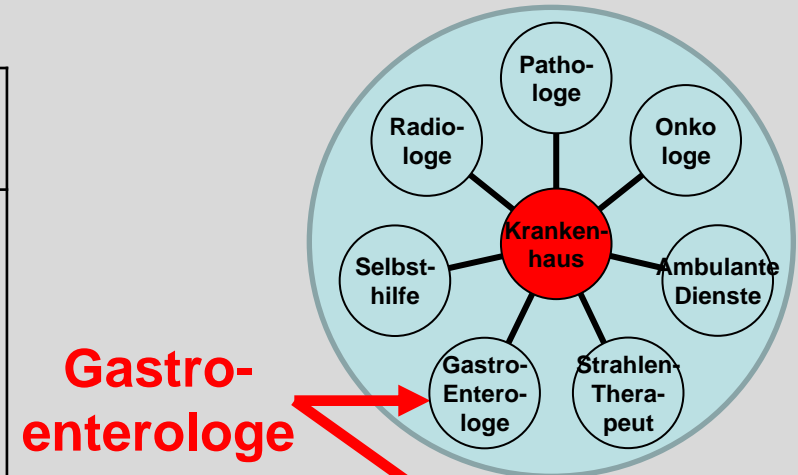 Patho-
loge
Radio-
loge
Onko
loge
Kranken-
haus
Selbst-
hilfe
Ambulante
Dienste
Gastro-
Entero-
loge
Strahlen-
Thera-
peut
Gastro-
enterologe